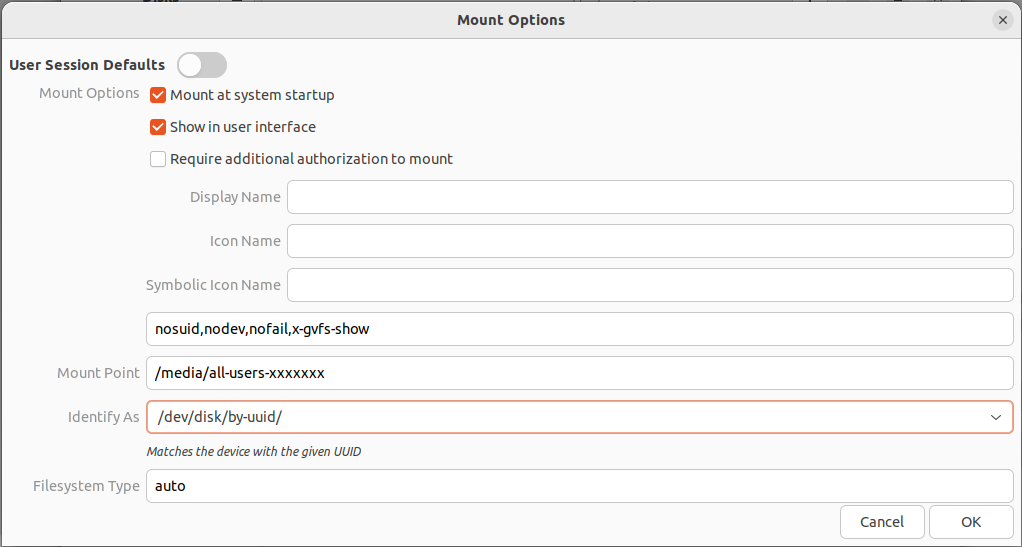 Mount Options
User Session Defaults
Mount Options
Mount at system startup
Show in user interface
Require additional authorization to mount
Display Name
Icon Name
Symbolic Icon Name
nosuid,nodev,nofail,x-gvfs-show
Mount Point /media/all-users-xxxxxxx
Identify As /dev/disk/by-uuid/
Matches the device with the given UUID
Filesystem Type auto
Cancel OK